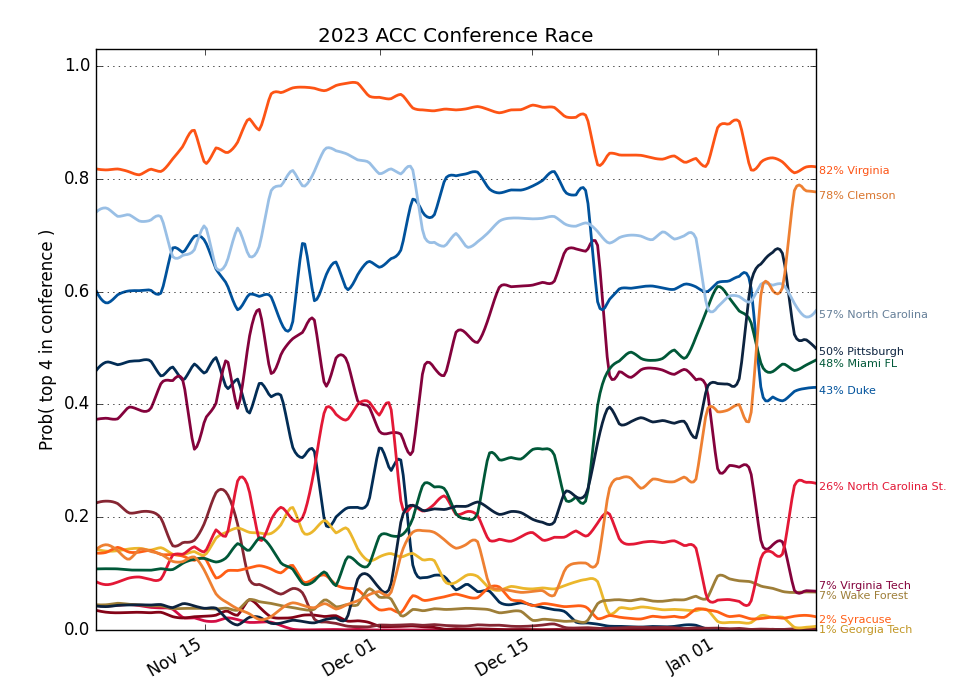 2023 ACC Conference Race
Prob( top 4 in conference )
1.0
0.8
0.6
0.4
0.2
0.0
Nov 15
Dec 01
Dec 15
Jan 01
82% Virginia
78% Clemson
57% North Carolina
50% Pittsburgh
48% Miami FL
43% Duke
26% North Carolina St.
7% Virginia Tech
7% Wake Forest
2% Syracuse
1% Georgia Tech